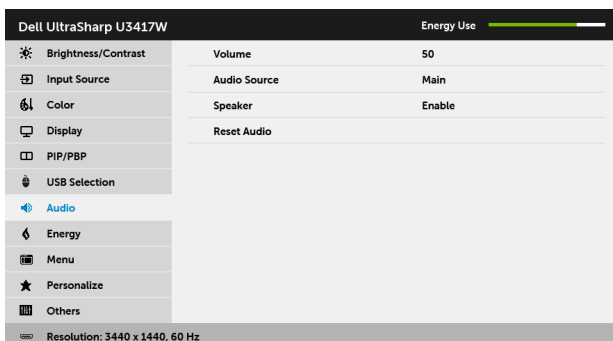 Dell UltraSharp U3417W Energy Use
Brightness/Contrast Volume 50
Input Source Audio Source Main
Color Speaker Enable
Display Reset Audio
PIP/PBP
USB Selection
Audio
Energy
Menu
Personalize
Others
Resolution: 3440 x 1440, 60 Hz